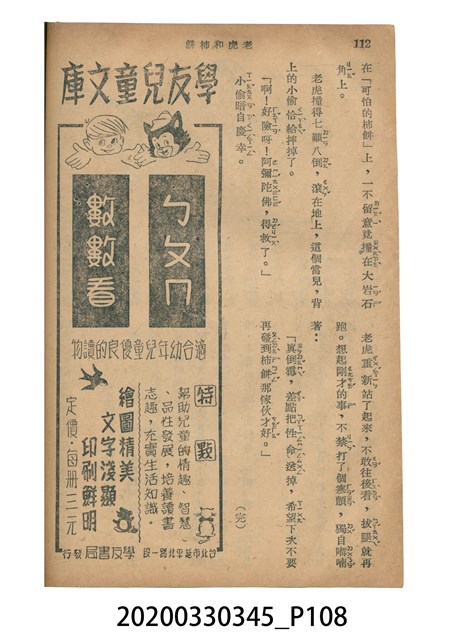 112
老虎和柿餅
在「可怕的柿餅」上，一不留意竟撞在大岩石
角上。
老虎撞得七顛八倒，滾在地上，這個當兒，背
上的小偷恰給摔掉了。
「啊！好險呀！阿彌陀佛，得救了。」
小偷暗自慶幸。
老虎重新站了起來，不敢往後看，拔腿就再
跑。想起剛才的事，不禁打了個寒顫，獨自嘟喃
著：
「真倒霉，差點把性命送掉，希望下次不要
再碰到柿餅那傢伙才好。」
（完）
學友兒童文庫
ㄅㄆㄇ
數數看
適合幼年兒童優良的讀物
特點
幫助兒童的情趣、智慧、
品性發展，培養讀書
志趣，充實生活知識。
繪圖精美
文字淺顯
印刷鮮明
定價・每冊三元
台北市延平北路一段 學友書局發行
20200330345_P108